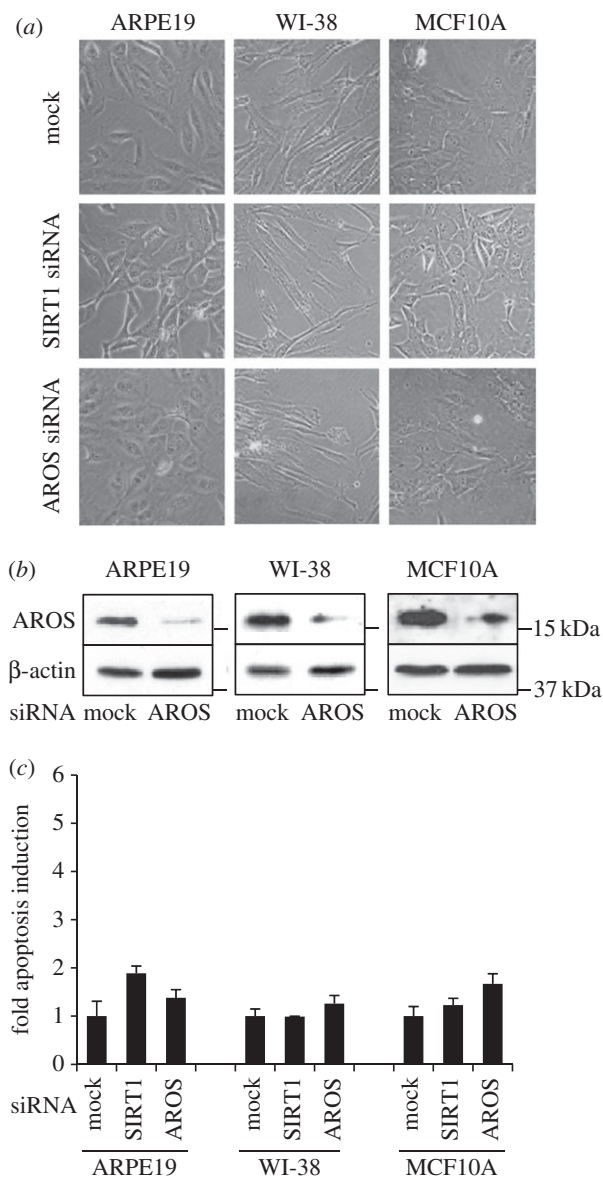 (a)
ARPE19 WI-38 MCF10A
mock
SIRT1 siRNA
AROS siRNA
(b)
ARPE19 WI-38 MCF10A
AROS
15 kDa
β-actin
37 kDa
siRNA mock AROS mock AROS mock AROS
(c)
fold apoptosis induction
6
5
4
3
2
1
0
siRNA
mock SIRT1 AROS mock SIRT1 AROS mock SIRT1 AROS
ARPE19 WI-38 MCF10A